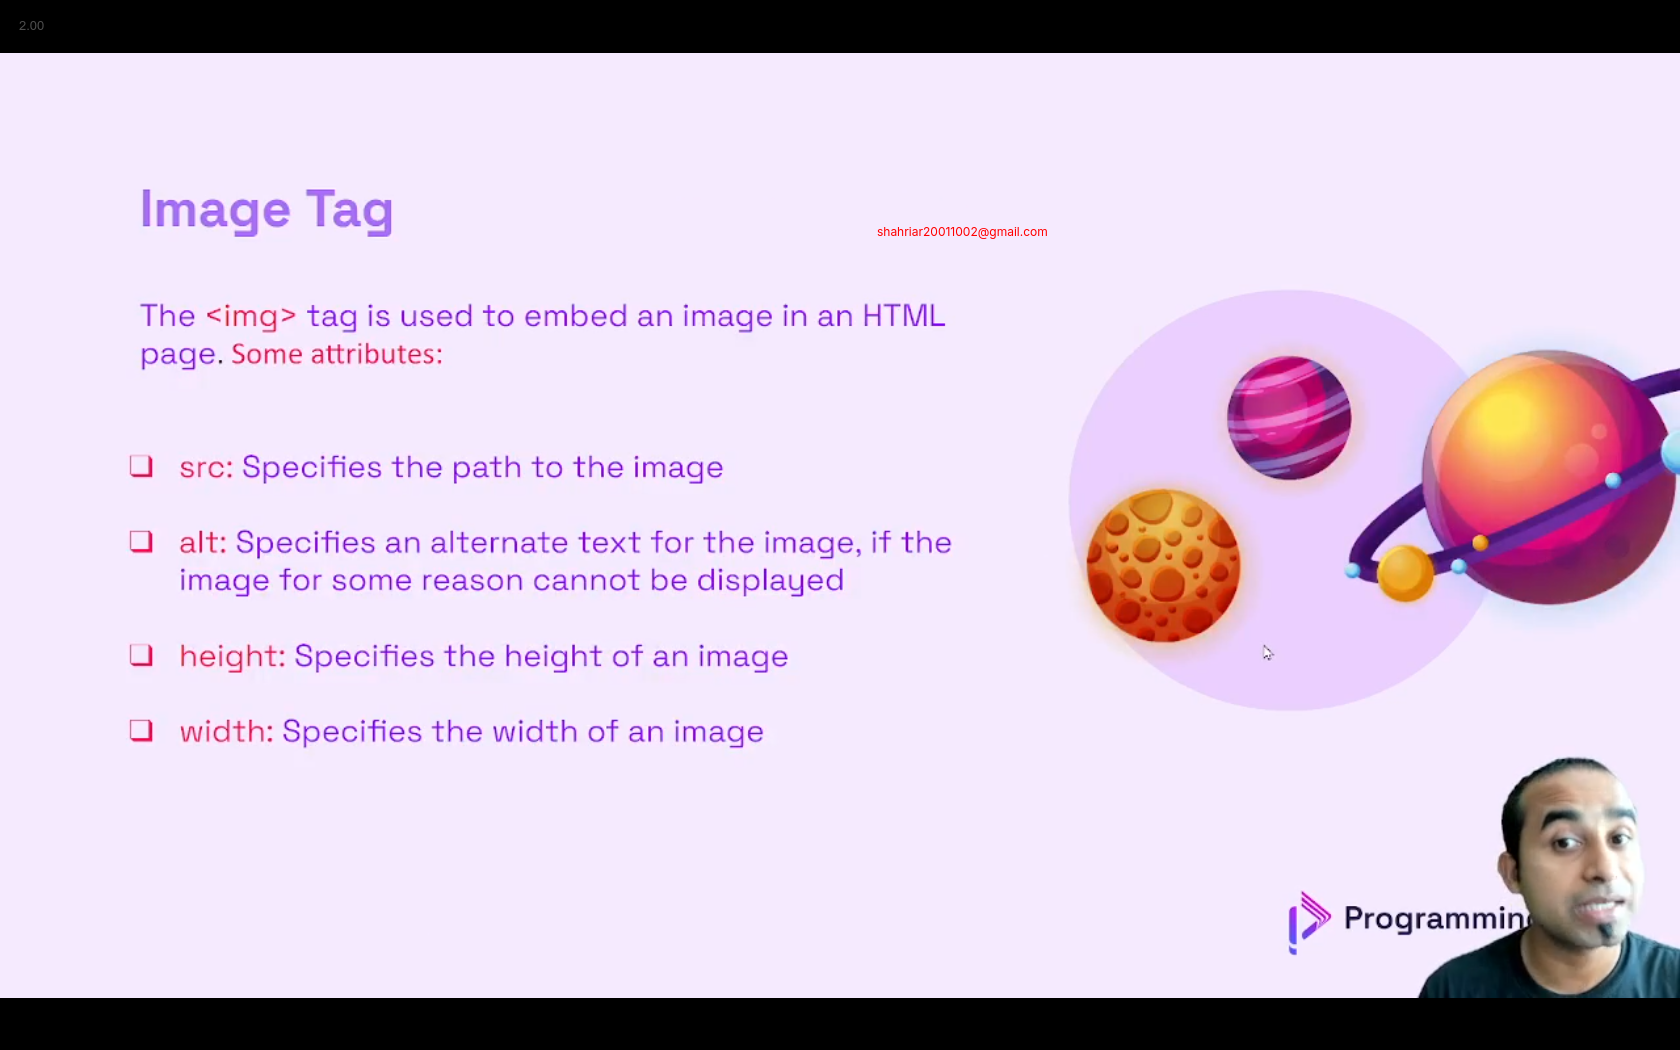 2.00
Image Tag
shahriar20011002@gmail.com
The <img> tag is used to embed an image in an HTML
page. Some attributes:
❑ src: Specifies the path to the image
❑ alt: Specifies an alternate text for the image, if the
image for some reason cannot be displayed
❑ height: Specifies the height of an image
❑ width: Specifies the width of an image